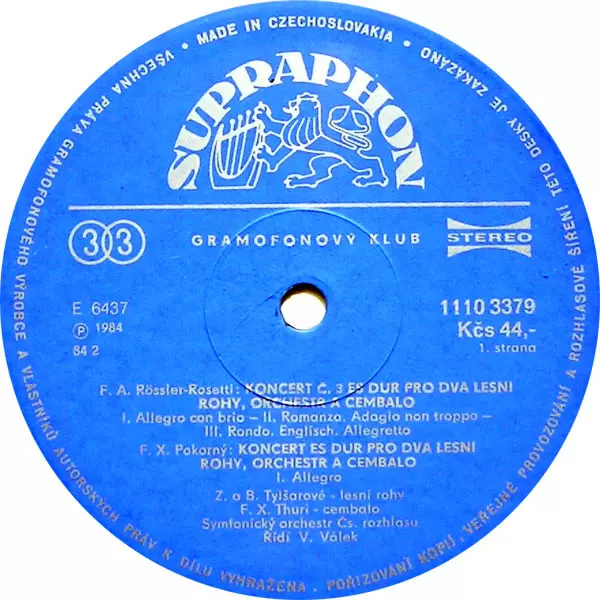 MADE IN CZECHOSLOVAKIA
VŠECHNA PRÁVA GRAMOFONOVÉHO VÝROBCE A VLASTNÍKŮ AUTORSKÝCH PRÁV K DÍLU VYHRAŽENA • POŘIZOVÁNÍ KOPIÍ, VEŘEJNÉ PROVOZOVÁNÍ A ROZHLASOVÉ ŠÍŘENÍ TÉTO DESKY JE ZAKÁZÁNO •
SUPRAPHON
33
GRAMOFONOVÝ KLUB
STEREO
E 6437
Ⓟ 1984
84 2
1110 3379
Kčs 44,-
1. strana
F. A. Rössler-Rosetti: KONCERT Č. 3 ES DUR PRO DVA LESNÍ
ROHY, ORCHESTR A CEMBALO
I. Allegro con brio – II. Romanza. Adagio non troppo –
III. Rondo. Englisch. Allegretto
F. X. Pokorný: KONCERT ES DUR PRO DVA LESNÍ
ROHY, ORCHESTR A CEMBALO
I. Allegro
Z. a B. Tylšarové - lesní rohy
F. X. Thuri - cembalo
Symfonický orchestr Čs. rozhlasu
Řídí V. Válek